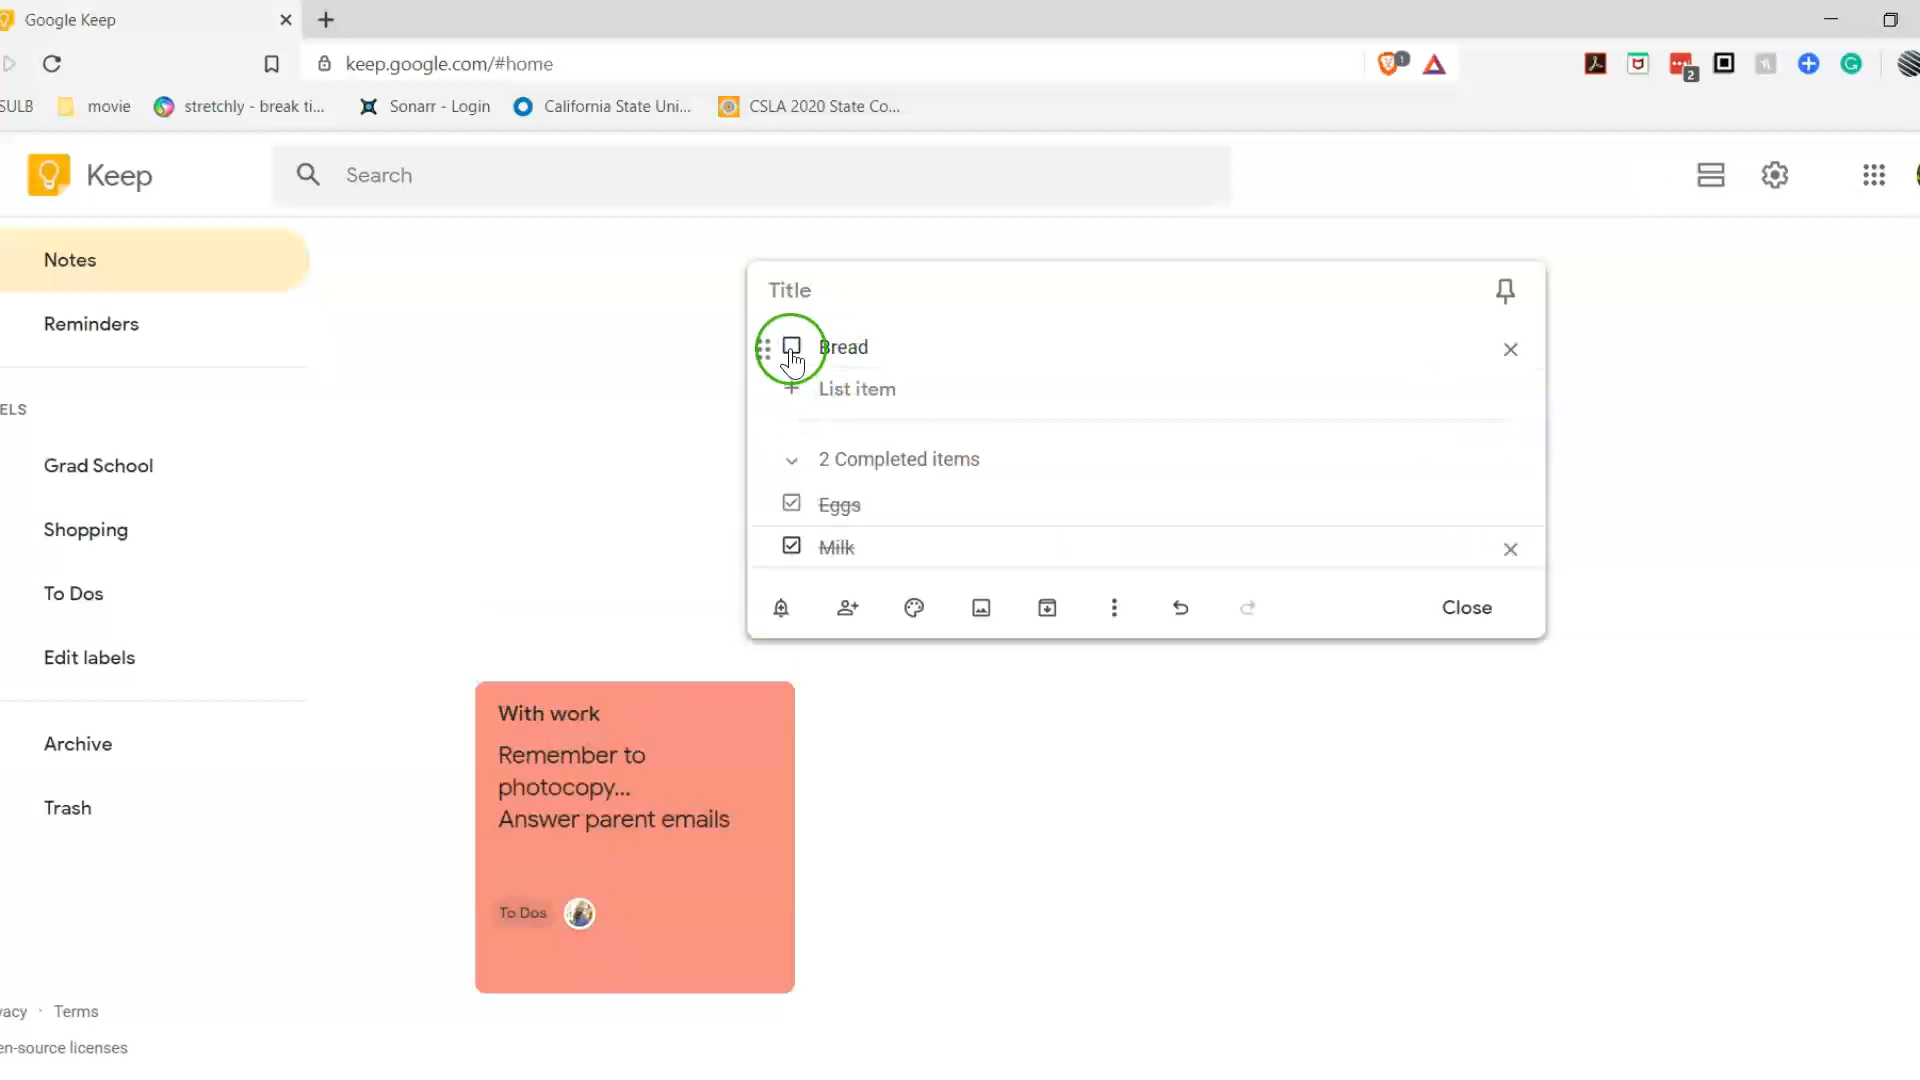 Google Keep
keep.google.com/#home
1
2
SULB
movie
stretchly - break ti...
Sonarr - Login
California State Uni...
CSLA 2020 State Co...
Keep
Search
Notes
Reminders
ELS
Grad School
Shopping
To Dos
Edit labels
Archive
Trash
Title
Bread
List item
2 Completed items
Eggs
Milk
Close
With work
Remember to
photocopy...
Answer parent emails
To Dos
vacy · Terms
en-source licenses